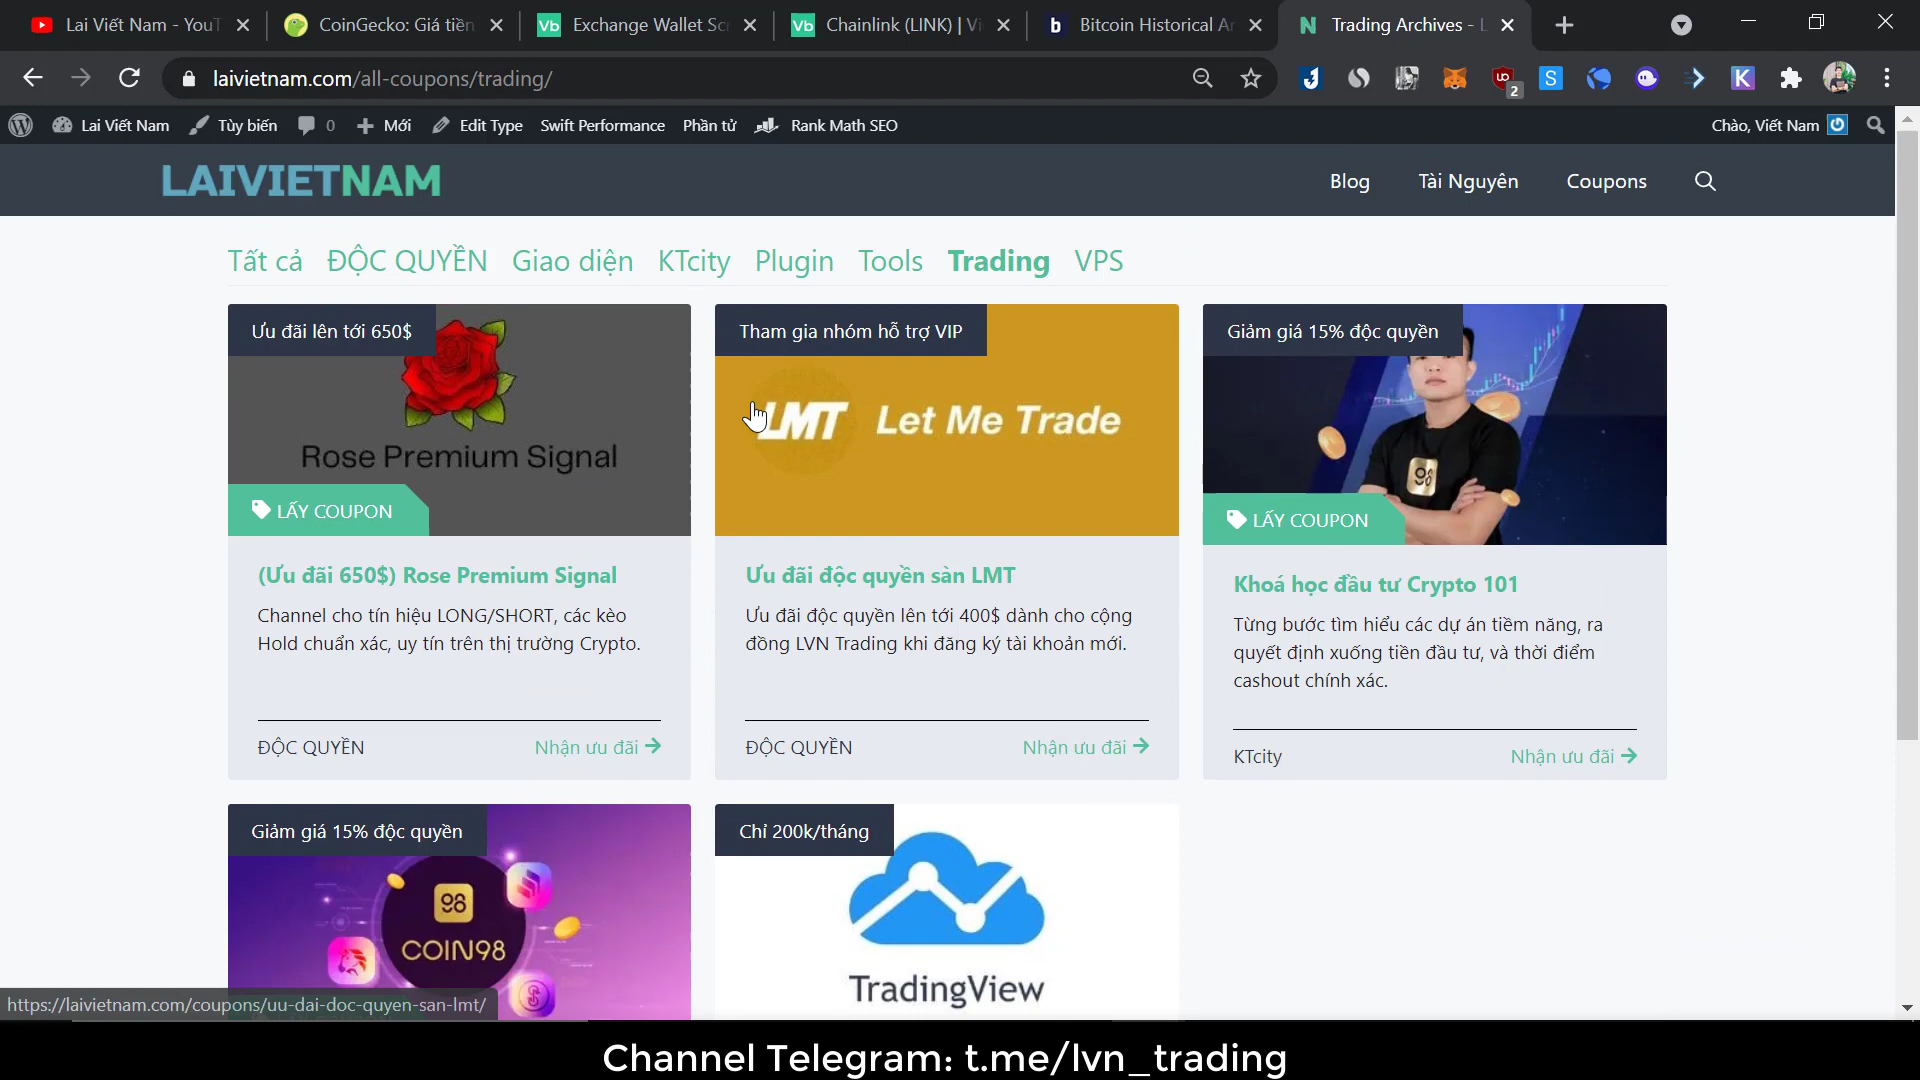 Lai Viết Nam - YouT
CoinGecko: Giá tiền
Exchange Wallet Scr
Chainlink (LINK) | Vi
Bitcoin Historical Ar
Trading Archives - L
laivietnam.com/all-coupons/trading/
2
Lai Viết Nam
Tùy biến
0
Mới
Edit Type
Swift Performance
Phần tử
Rank Math SEO
Chào, Viết Nam
LAIVIETNAM
Blog
Tài Nguyên
Coupons
Tất cả
ĐỘC QUYỀN
Giao diện
KTcity
Plugin
Tools
Trading
VPS
Ưu đãi lên tới 650$
Rose Premium Signal
LẤY COUPON
(Ưu đãi 650$) Rose Premium Signal
Channel cho tín hiệu LONG/SHORT, các kèo
Hold chuẩn xác, uy tín trên thị trường Crypto.
ĐỘC QUYỀN
Nhận ưu đãi
Tham gia nhóm hỗ trợ VIP
LMT Let Me Trade
Ưu đãi độc quyền sàn LMT
Ưu đãi độc quyền lên tới 400$ dành cho cộng
đồng LVN Trading khi đăng ký tài khoản mới.
ĐỘC QUYỀN
Nhận ưu đãi
Giảm giá 15% độc quyền
98
LẤY COUPON
Khoá học đầu tư Crypto 101
Từng bước tìm hiểu các dự án tiềm năng, ra
quyết định xuống tiền đầu tư, và thời điểm
cashout chính xác.
KTcity
Nhận ưu đãi
Giảm giá 15% độc quyền
98
COIN98
Chỉ 200k/tháng
TradingView
https://laivietnam.com/coupons/uu-dai-doc-quyen-san-lmt/
Channel Telegram: t.me/lvn_trading